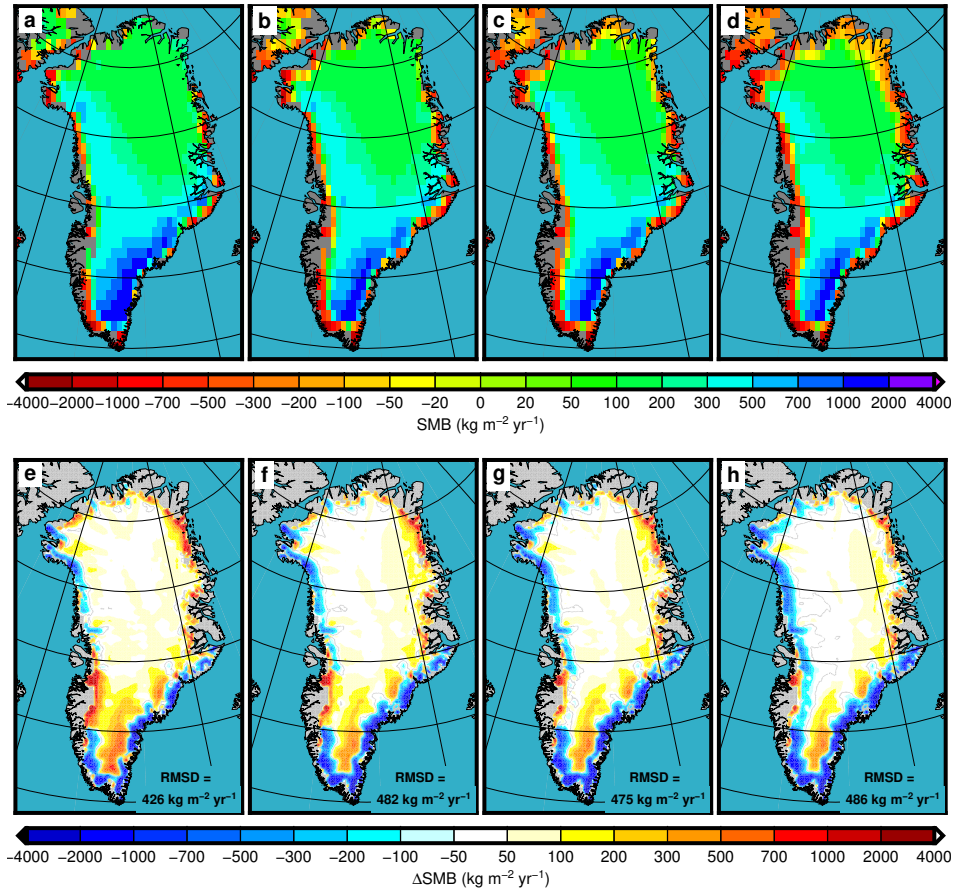 a b c d
−4000 −2000 −1000 −700 −500 −300 −200 −100 −50 −20 0 20 50 100 200 300 500 700 1000 2000 4000
SMB (kg m⁻² yr⁻¹)
e f g h
RMSD = RMSD = RMSD = RMSD =
426 kg m⁻² yr⁻¹ 482 kg m⁻² yr⁻¹ 475 kg m⁻² yr⁻¹ 486 kg m⁻² yr⁻¹
−4000 −2000 −1000 −700 −500 −300 −200 −100 −50 50 100 200 300 500 700 1000 2000 4000
ΔSMB (kg m⁻² yr⁻¹)